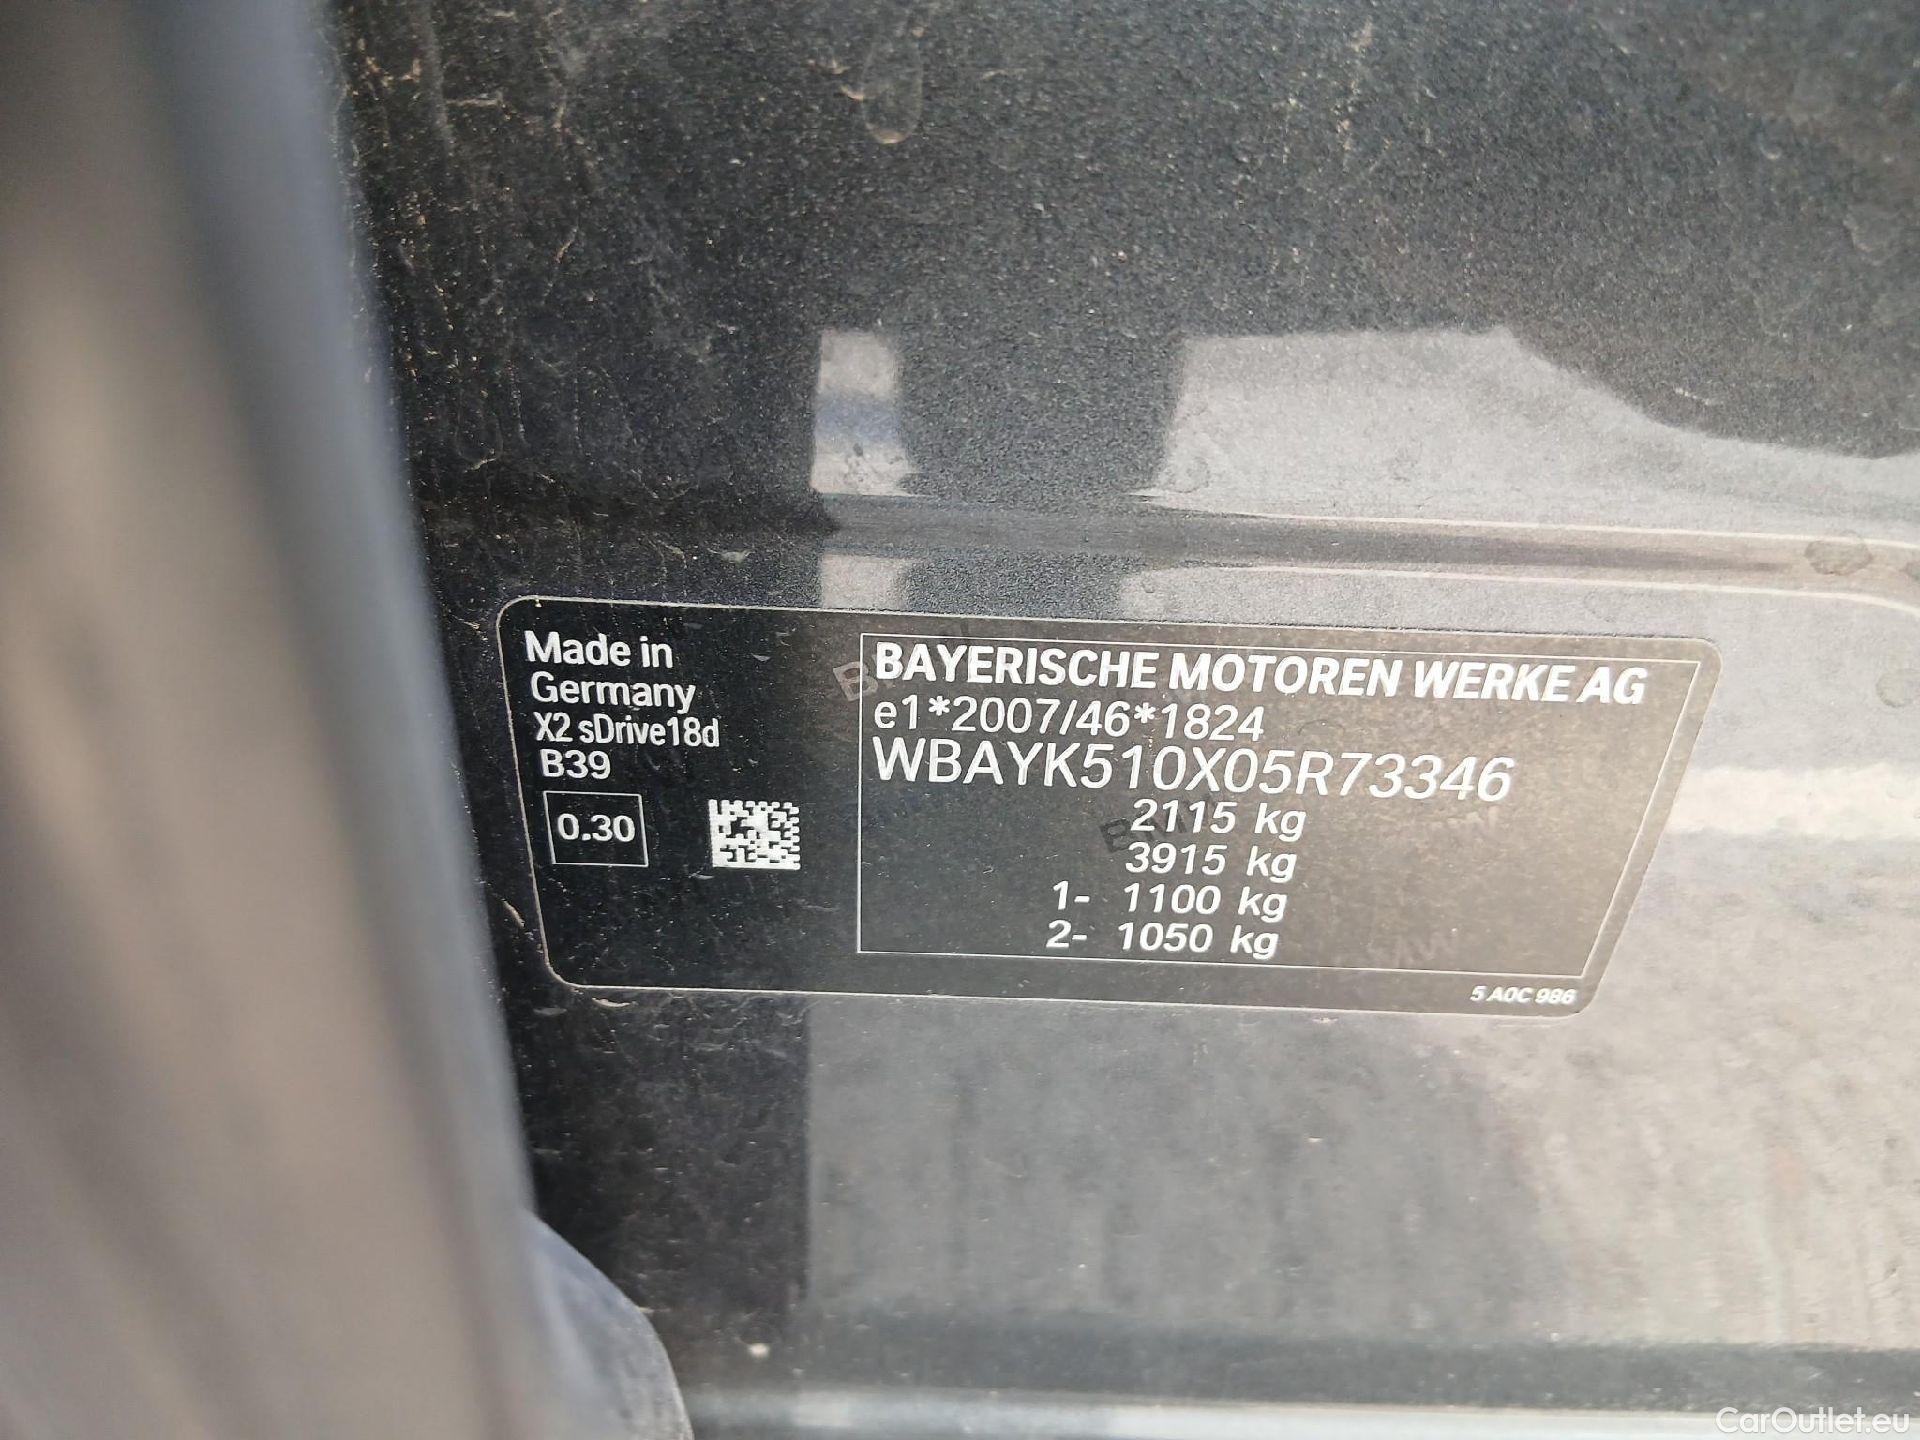 Made in
Germany
X2 sDrive18d
B39
0.30
BAYERISCHE MOTOREN WERKE AG
e1*2007/46*1824
WBAYK510X05R73346
2115 kg
3915 kg
1- 1100 kg
2- 1050 kg
5 A0C 986
CarOutlet.eu